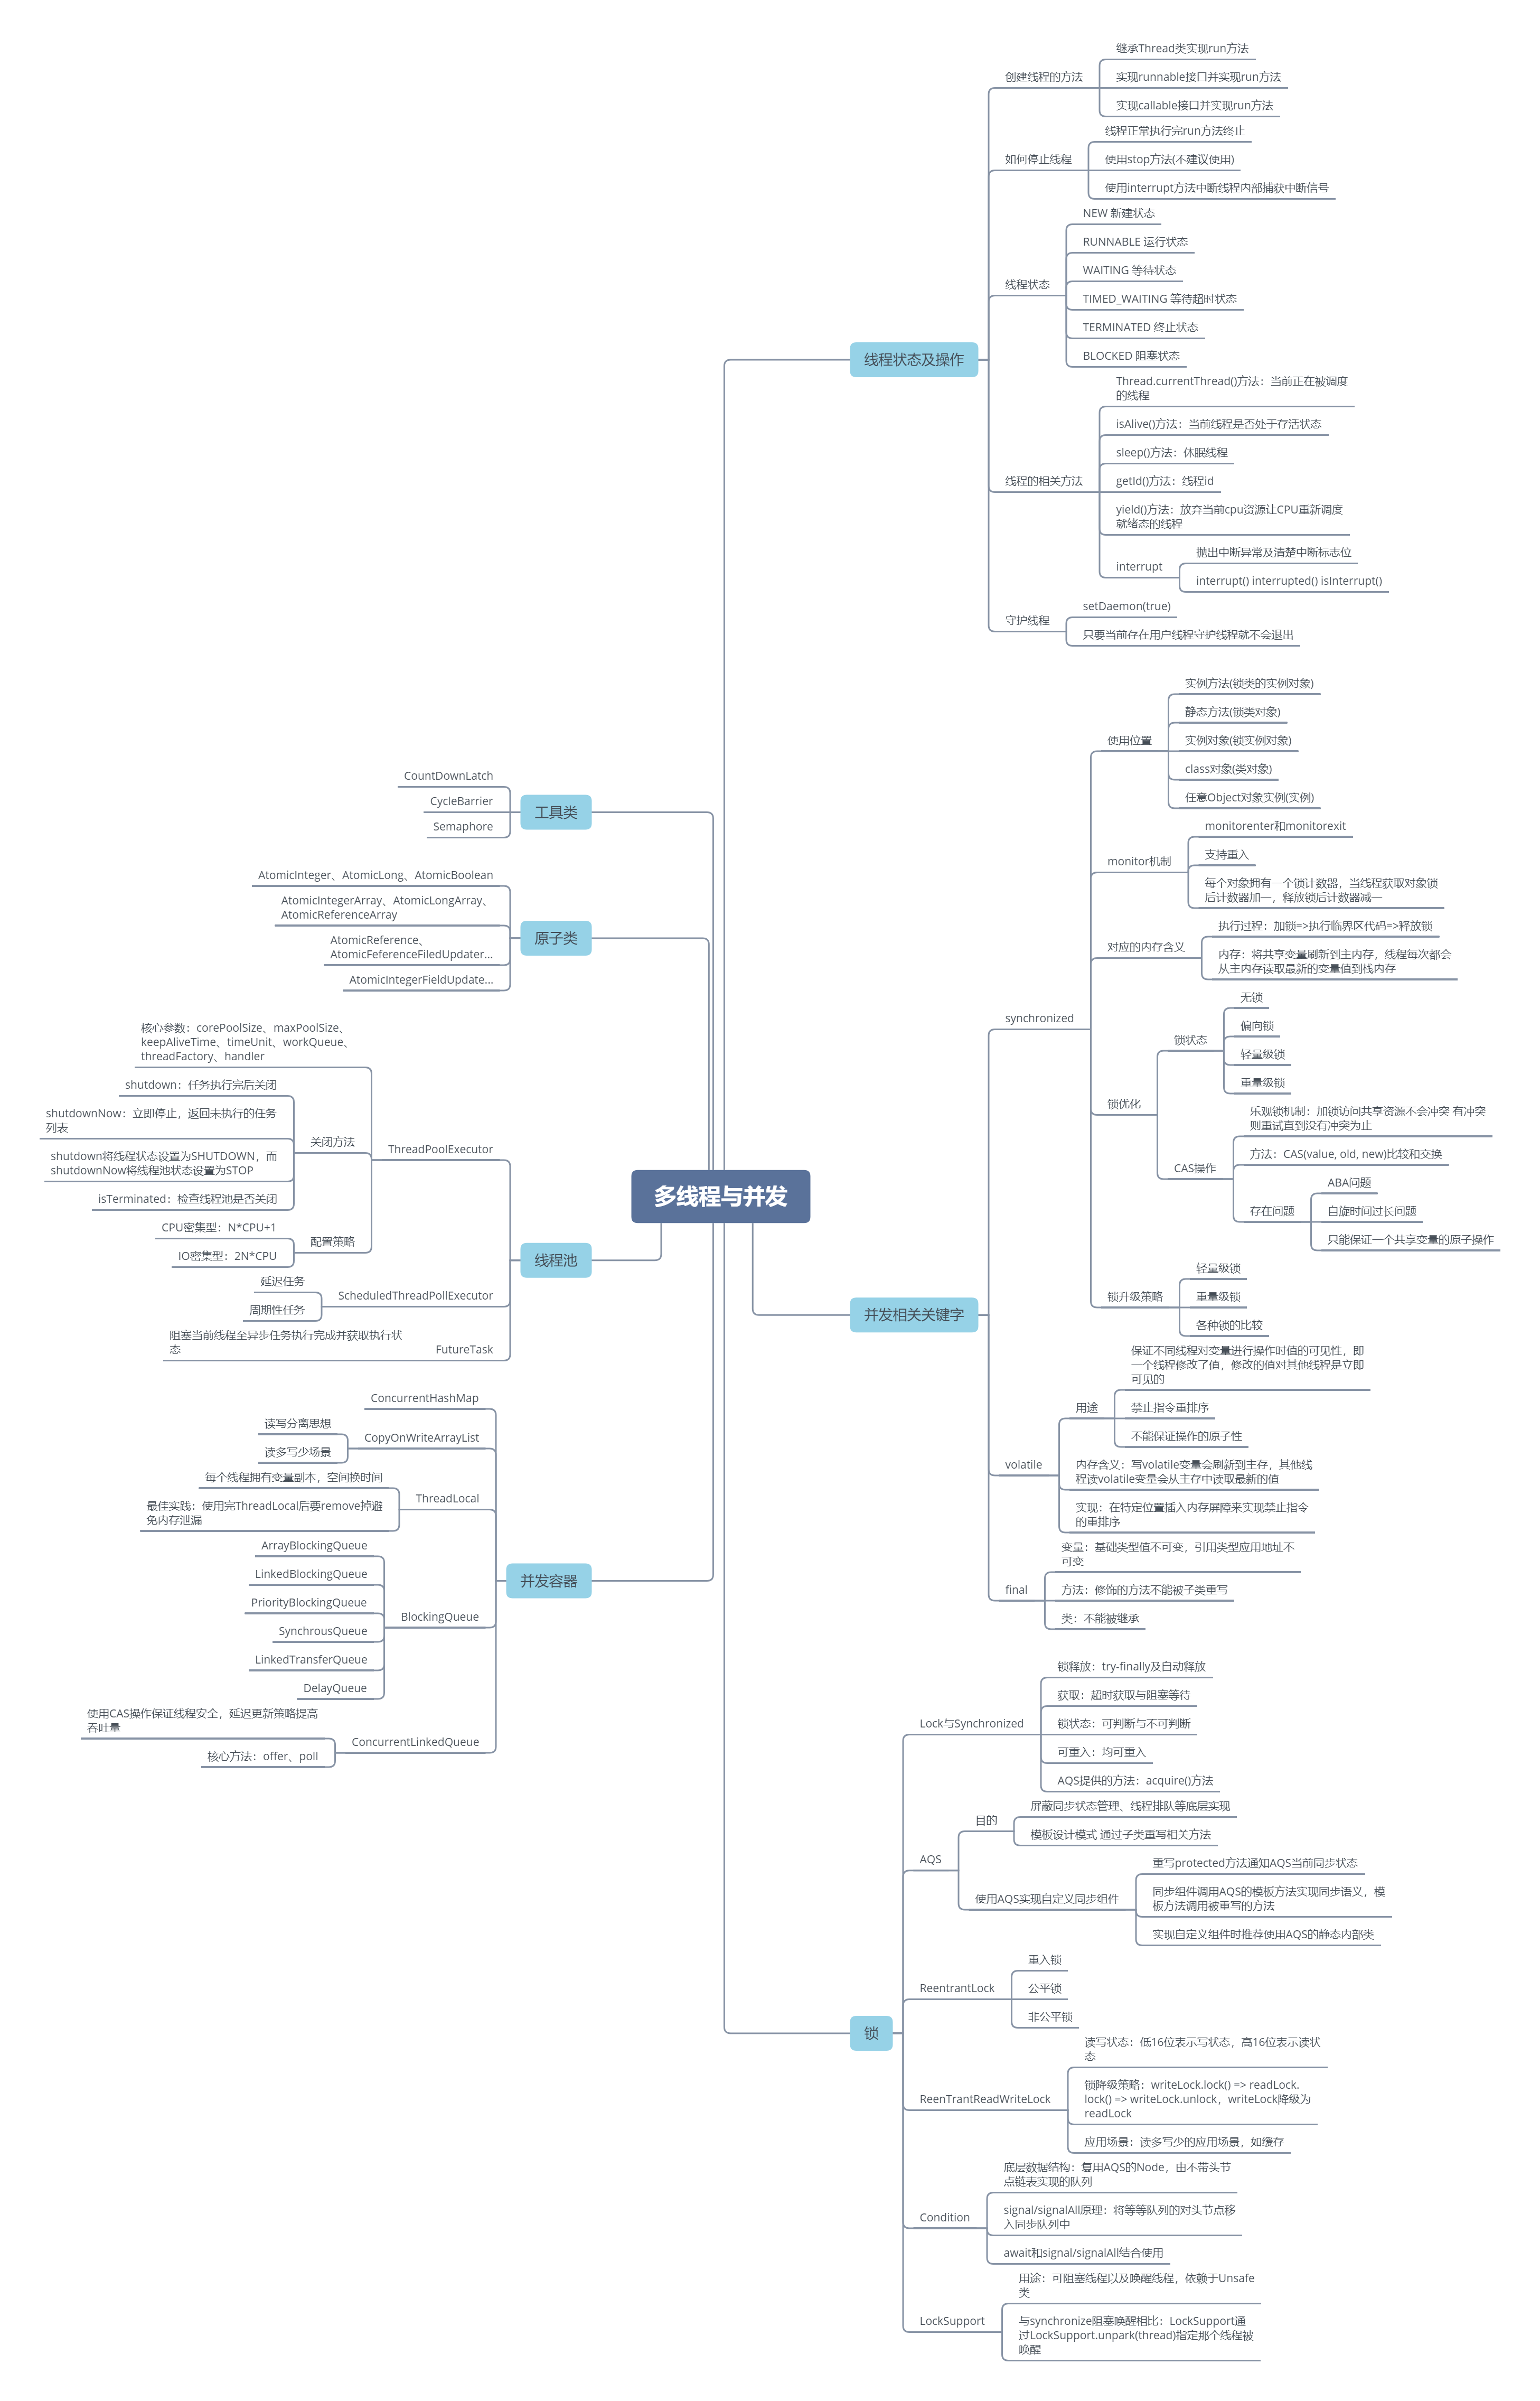 多线程与并发
线程状态及操作
创建线程的方法
继承Thread类实现run方法
实现runnable接口并实现run方法
实现callable接口并实现run方法
如何停止线程
线程正常执行完run方法终止
使用stop方法(不建议使用)
使用interrupt方法中断线程内部捕获中断信号
线程状态
NEW 新建状态
RUNNABLE 运行状态
WAITING 等待状态
TIMED_WAITING 等待超时状态
TERMINATED 终止状态
BLOCKED 阻塞状态
线程的相关方法
Thread.currentThread()方法：当前正在被调度
的线程
isAlive()方法：当前线程是否处于存活状态
sleep()方法：休眠线程
getId()方法：线程id
yield()方法：放弃当前cpu资源让CPU重新调度
就绪态的线程
interrupt
抛出中断异常及清楚中断标志位
interrupt() interrupted() isInterrupt()
守护线程
setDaemon(true)
只要当前存在用户线程守护线程就不会退出
并发相关关键字
synchronized
使用位置
实例方法(锁类的实例对象)
静态方法(锁类对象)
实例对象(锁实例对象)
class对象(类对象)
任意Object对象实例(实例)
monitor机制
monitorenter和monitorexit
支持重入
每个对象拥有一个锁计数器，当线程获取对象锁
后计数器加一，释放锁后计数器减一
对应的内存含义
执行过程：加锁=>执行临界区代码=>释放锁
内存：将共享变量刷新到主内存，线程每次都会
从主内存读取最新的变量值到栈内存
锁优化
锁状态
无锁
偏向锁
轻量级锁
重量级锁
CAS操作
乐观锁机制：加锁访问共享资源不会冲突 有冲突
则重试直到没有冲突为止
方法：CAS(value, old, new)比较和交换
存在问题
ABA问题
自旋时间过长问题
只能保证一个共享变量的原子操作
锁升级策略
轻量级锁
重量级锁
各种锁的比较
volatile
用途
保证不同线程对变量进行操作时值的可见性，即
一个线程修改了值，修改的值对其他线程是立即
可见的
禁止指令重排序
不能保证操作的原子性
内存含义：写volatile变量会刷新到主存，其他线
程读volatile变量会从主存中读取最新的值
实现：在特定位置插入内存屏障来实现禁止指令
的重排序
final
变量：基础类型值不可变，引用类型应用地址不
可变
方法：修饰的方法不能被子类重写
类：不能被继承
锁
Lock与Synchronized
锁释放：try-finally及自动释放
获取：超时获取与阻塞等待
锁状态：可判断与不可判断
可重入：均可重入
AQS提供的方法：acquire()方法
AQS
目的
屏蔽同步状态管理、线程排队等底层实现
模板设计模式 通过子类重写相关方法
使用AQS实现自定义同步组件
重写protected方法通知AQS当前同步状态
同步组件调用AQS的模板方法实现同步语义，模
板方法调用被重写的方法
实现自定义组件时推荐使用AQS的静态内部类
ReentrantLock
重入锁
公平锁
非公平锁
ReenTrantReadWriteLock
读写状态：低16位表示写状态，高16位表示读状
态
锁降级策略：writeLock.lock() => readLock.
lock() => writeLock.unlock，writeLock降级为
readLock
应用场景：读多写少的应用场景，如缓存
Condition
底层数据结构：复用AQS的Node，由不带头节
点链表实现的队列
signal/signalAll原理：将等等队列的对头节点移
入同步队列中
await和signal/signalAll结合使用
LockSupport
用途：可阻塞线程以及唤醒线程，依赖于Unsafe
类
与synchronize阻塞唤醒相比：LockSupport通
过LockSupport.unpark(thread)指定那个线程被
唤醒
工具类
CountDownLatch
CycleBarrier
Semaphore
原子类
AtomicInteger、AtomicLong、AtomicBoolean
AtomicIntegerArray、AtomicLongArray、
AtomicReferenceArray
AtomicReference、
AtomicFeferenceFiledUpdater...
AtomicIntegerFieldUpdate...
线程池
ThreadPoolExecutor
核心参数：corePoolSize、maxPoolSize、
keepAliveTime、timeUnit、workQueue、
threadFactory、handler
关闭方法
shutdown：任务执行完后关闭
shutdownNow：立即停止，返回未执行的任务
列表
shutdown将线程状态设置为SHUTDOWN，而
shutdownNow将线程池状态设置为STOP
isTerminated：检查线程池是否关闭
配置策略
CPU密集型：N*CPU+1
IO密集型：2N*CPU
ScheduledThreadPollExecutor
延迟任务
周期性任务
FutureTask
阻塞当前线程至异步任务执行完成并获取执行状
态
并发容器
ConcurrentHashMap
CopyOnWriteArrayList
读写分离思想
读多写少场景
ThreadLocal
每个线程拥有变量副本，空间换时间
最佳实践：使用完ThreadLocal后要remove掉避
免内存泄漏
BlockingQueue
ArrayBlockingQueue
LinkedBlockingQueue
PriorityBlockingQueue
SynchrousQueue
LinkedTransferQueue
DelayQueue
ConcurrentLinkedQueue
使用CAS操作保证线程安全，延迟更新策略提高
吞吐量
核心方法：offer、poll